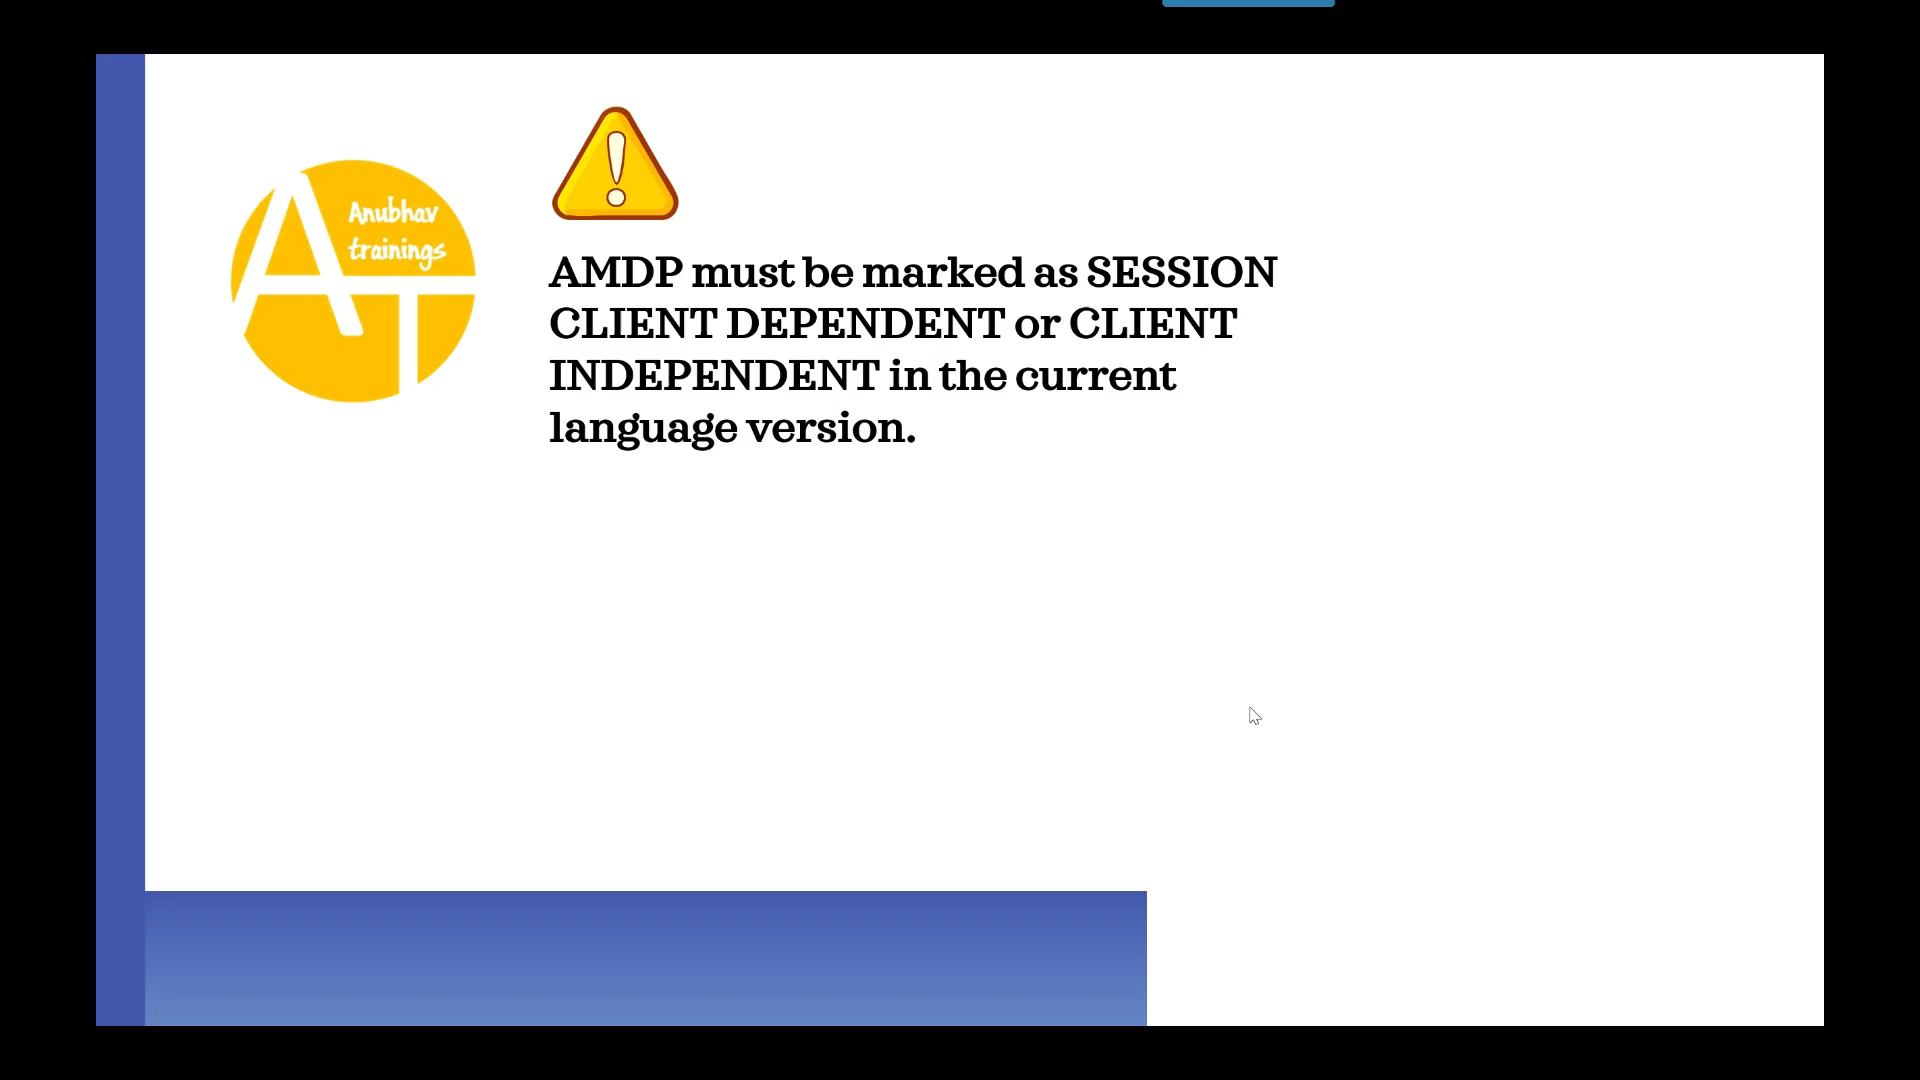 Anubhav
trainings
AMDP must be marked as SESSION
CLIENT DEPENDENT or CLIENT
INDEPENDENT in the current
language version.